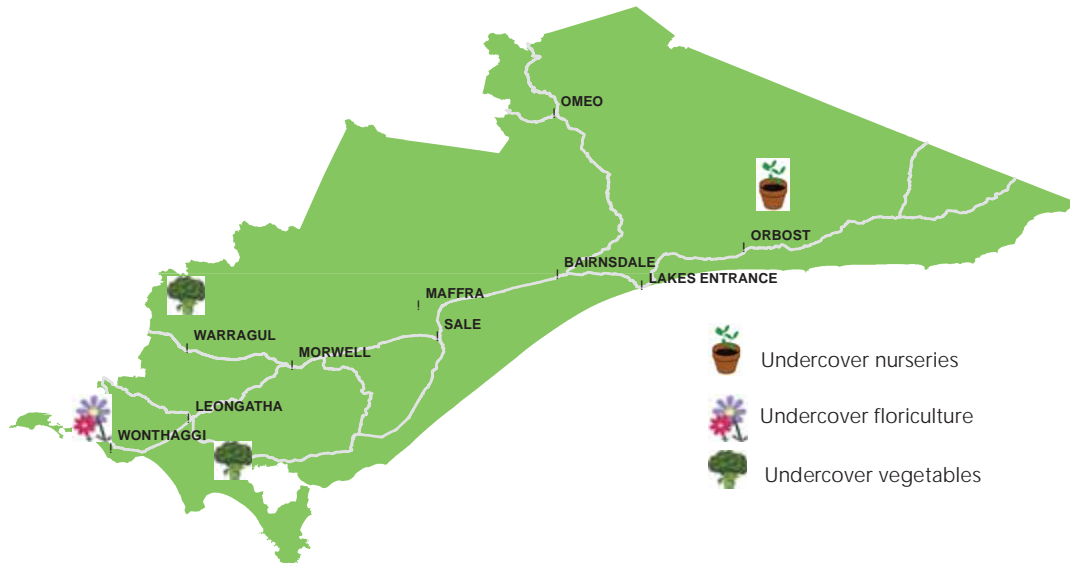 OMEO
ORBOST
BAIRNSDALE
LAKES ENTRANCE
MAFFRA
SALE
WARRAGUL
MORWELL
LEONGATHA
WONTHAGGI
Undercover nurseries
Undercover floriculture
Undercover vegetables